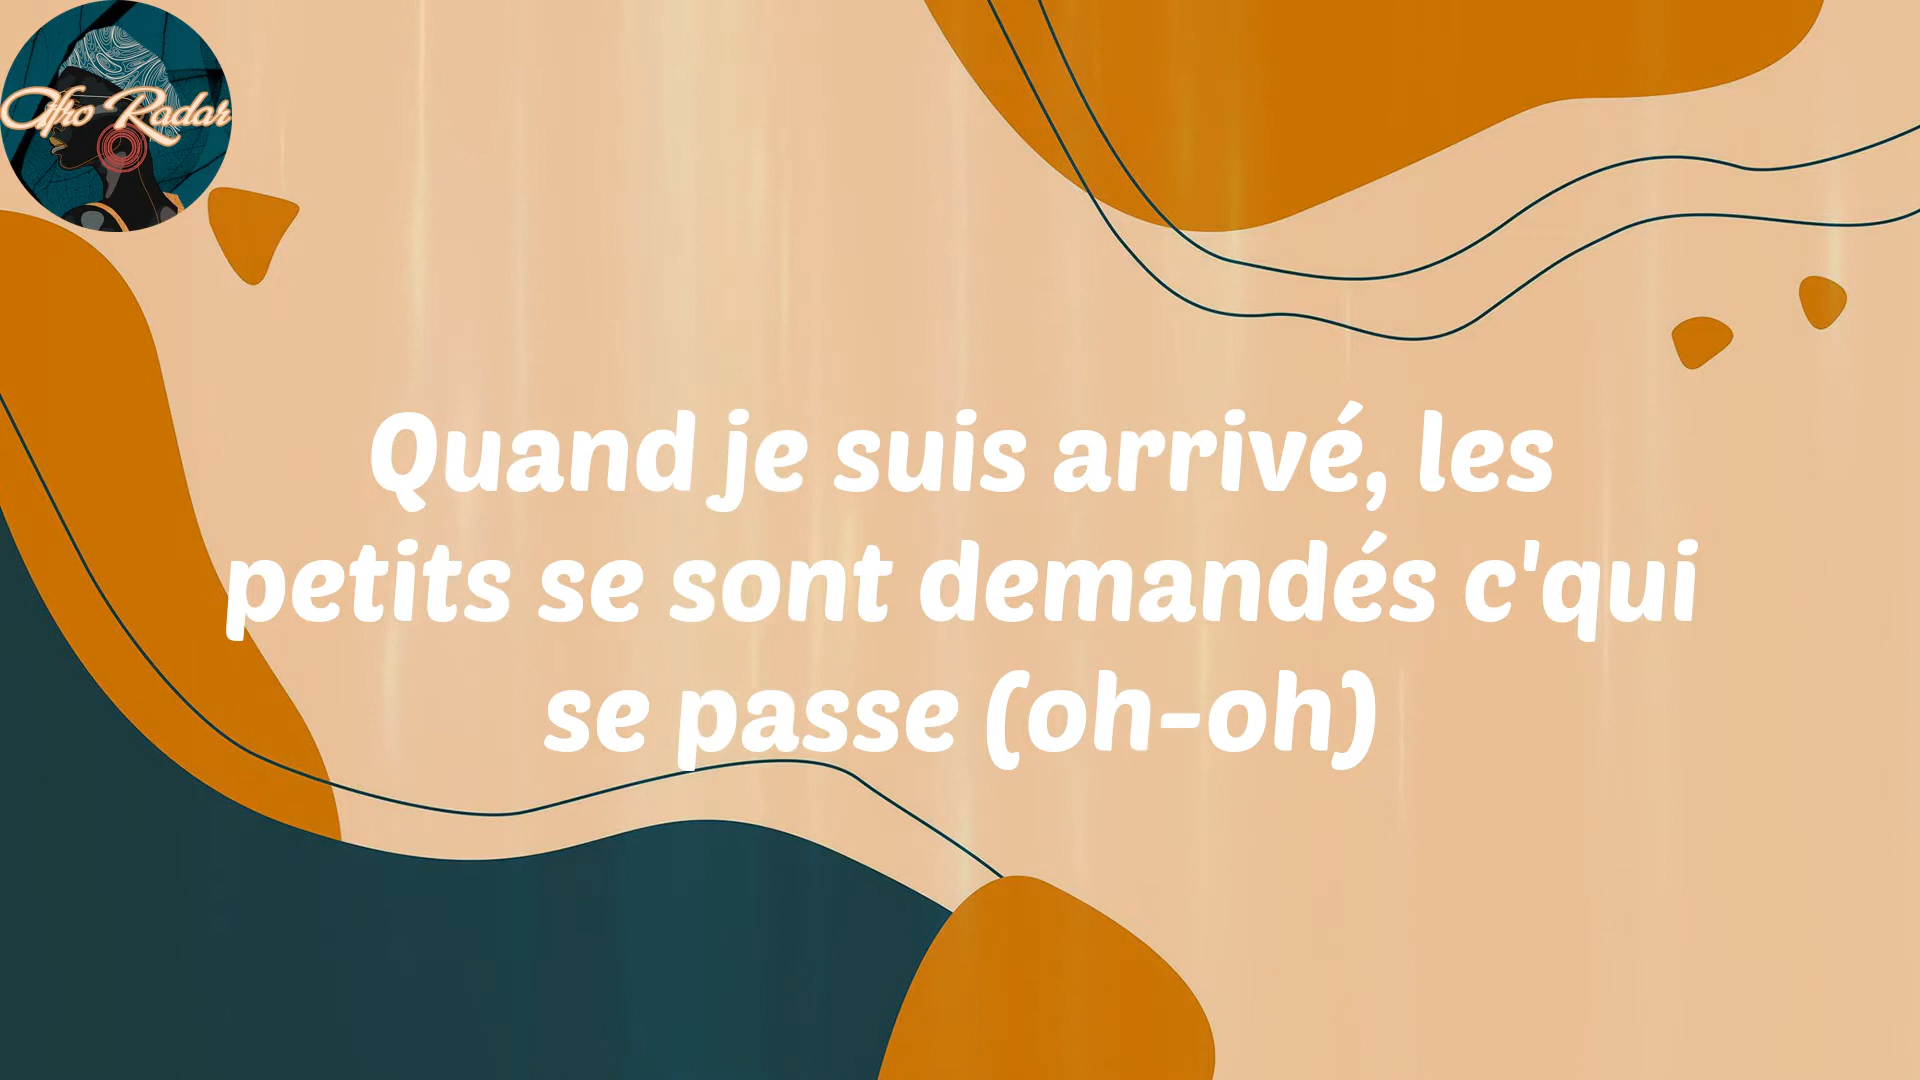 Afro Radar
Quand je suis arrivé, les
petits se sont demandés c'qui
se passe (oh-oh)